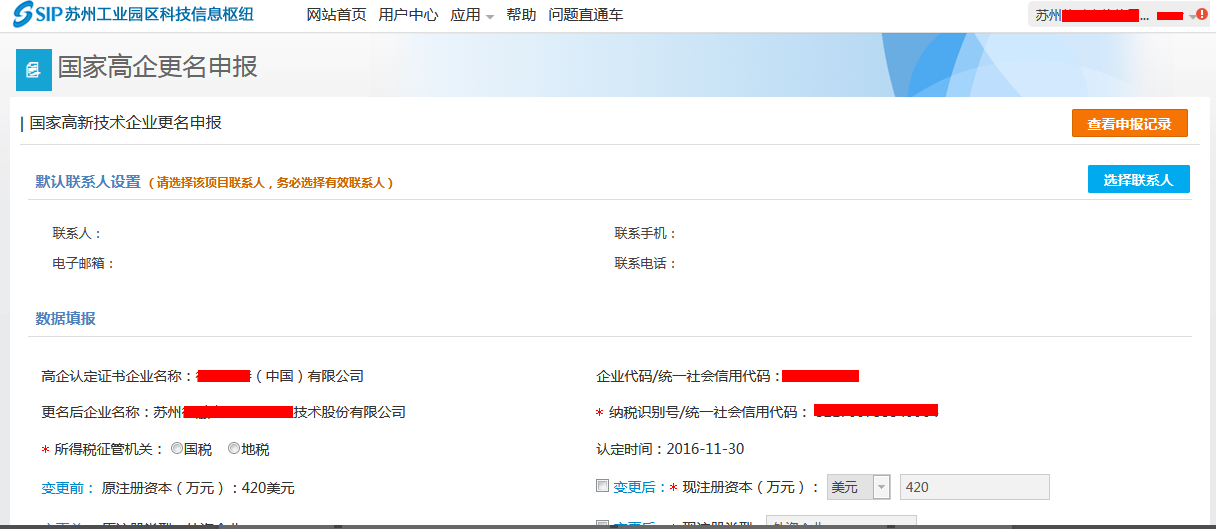 SIP苏州工业园区科技信息枢纽 网站首页 用户中心 应用 帮助 问题直通车 苏州 ...
国家高企更名申报
国家高新技术企业更名申报 查看申报记录
默认联系人设置 (请选择该项目联系人,务必选择有效联系人) 选择联系人
联系人: 联系手机:
电子邮箱: 联系电话:
数据填报
高企认定证书企业名称: (中国)有限公司 企业代码/统一社会信用代码:
更名后企业名称:苏州 技术股份有限公司 * 纳税识别号/统一社会信用代码:
* 所得税征管机关: 国税 地税 认定时间:2016-11-30
变更前: 原注册资本(万元):420美元 变更后:* 现注册资本(万元): 美元 420